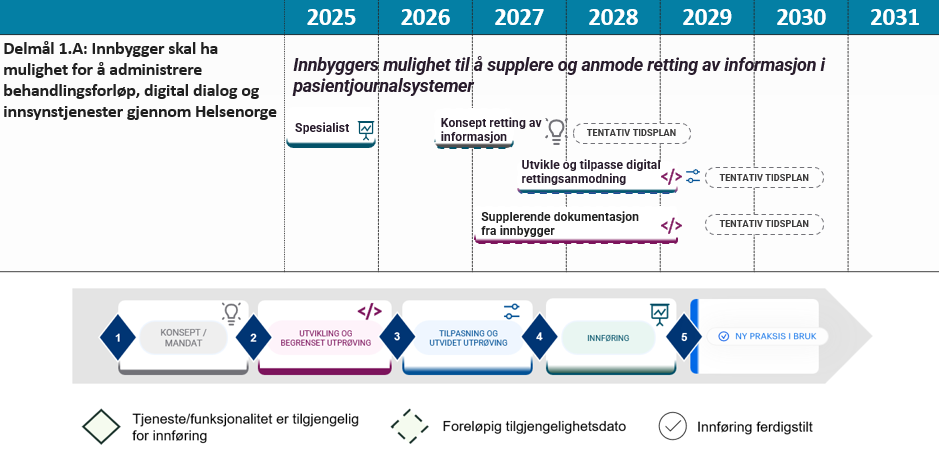 2025 2026 2027 2028 2029 2030 2031
Delmål 1.A: Innbygger skal ha
mulighet for å administrere
behandlingsforløp, digital dialog og
innsynstjenester gjennom Helsenorge
Innbyggers mulighet til å supplere og anmode retting av informasjon i
pasientjournalsystemer
Spesialist
Konsept retting av
informasjon
TENTATIV TIDSPLAN
Utvikle og tilpasse digital
rettingsanmodning
</>
TENTATIV TIDSPLAN
Supplerende dokumentasjon
fra innbygger
</>
TENTATIV TIDSPLAN
1
KONSEPT /
MANDAT
2
</>
UTVIKLING OG
BEGRENSET UTPRØVING
3
TILPASNING OG
UTVIDET UTPRØVING
4
INNFØRING
5
NY PRAKSIS I BRUK
Tjeneste/funksjonalitet er tilgjengelig
for innføring
Foreløpig tilgjengelighetsdato
Innføring ferdigstilt